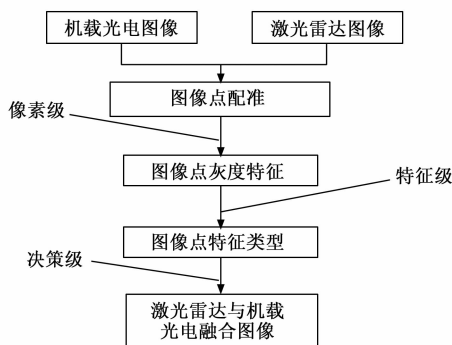 机载光电图像
激光雷达图像
图像点配准
像素级
图像点灰度特征
特征级
图像点特征类型
决策级
激光雷达与机载
光电融合图像